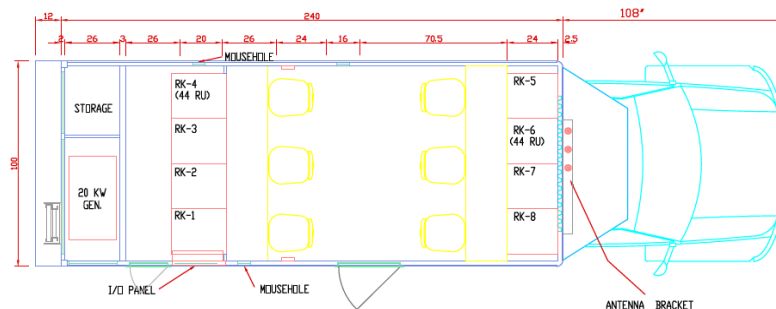 12
240
108"
2
26
3
26
20
26
24
16
70.5
24
2.5
MOUSEHOLE
100
STORAGE
20 KW
GEN.
RK-4
(44 RU)
RK-3
RK-2
RK-1
RK-5
RK-6
(44 RU)
RK-7
RK-8
I/O PANEL
MOUSEHOLE
ANTENNA BRACKET